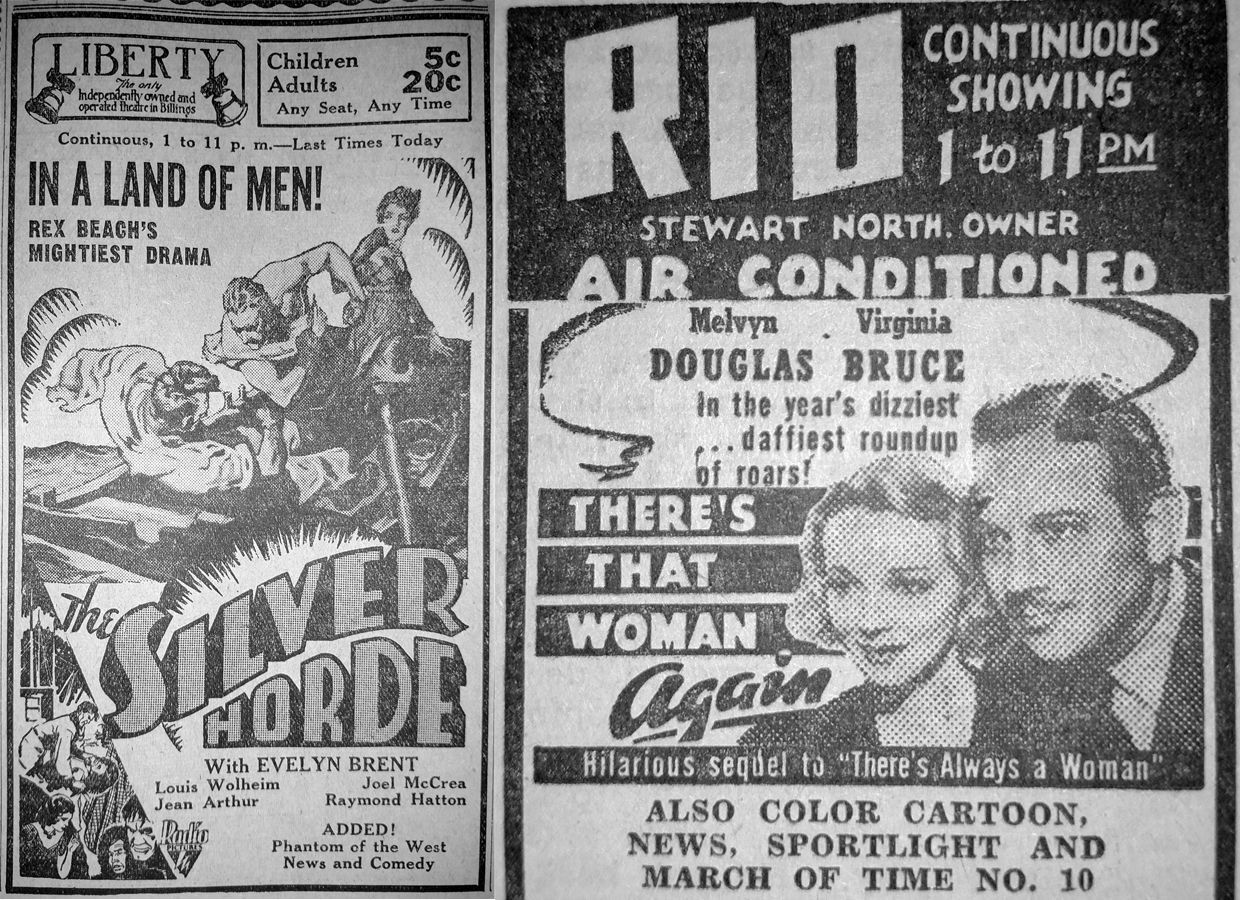 LIBERTY
The only
Independently owned and
operated theatre in Billings
Children 5c
Adults 20c
Any Seat, Any Time
Continuous, 1 to 11 p. m.—Last Times Today
IN A LAND OF MEN!
REX BEACH'S
MIGHTIEST DRAMA
The SILVER
HORDE
With EVELYN BRENT
Louis Wolheim Joel McCrea
Jean Arthur Raymond Hatton
Radio
PICTURES
ADDED!
Phantom of the West
News and Comedy
RIO
CONTINUOUS
SHOWING
1 to 11 PM
STEWART NORTH. OWNER
AIR CONDITIONED
Melvyn Virginia
DOUGLAS BRUCE
In the year's dizziest
...daffiest roundup
of roars!
THERE'S
THAT
WOMAN
Again
Hilarious sequel to "There's Always a Woman"
ALSO COLOR CARTOON,
NEWS, SPORTLIGHT AND
MARCH OF TIME NO. 10